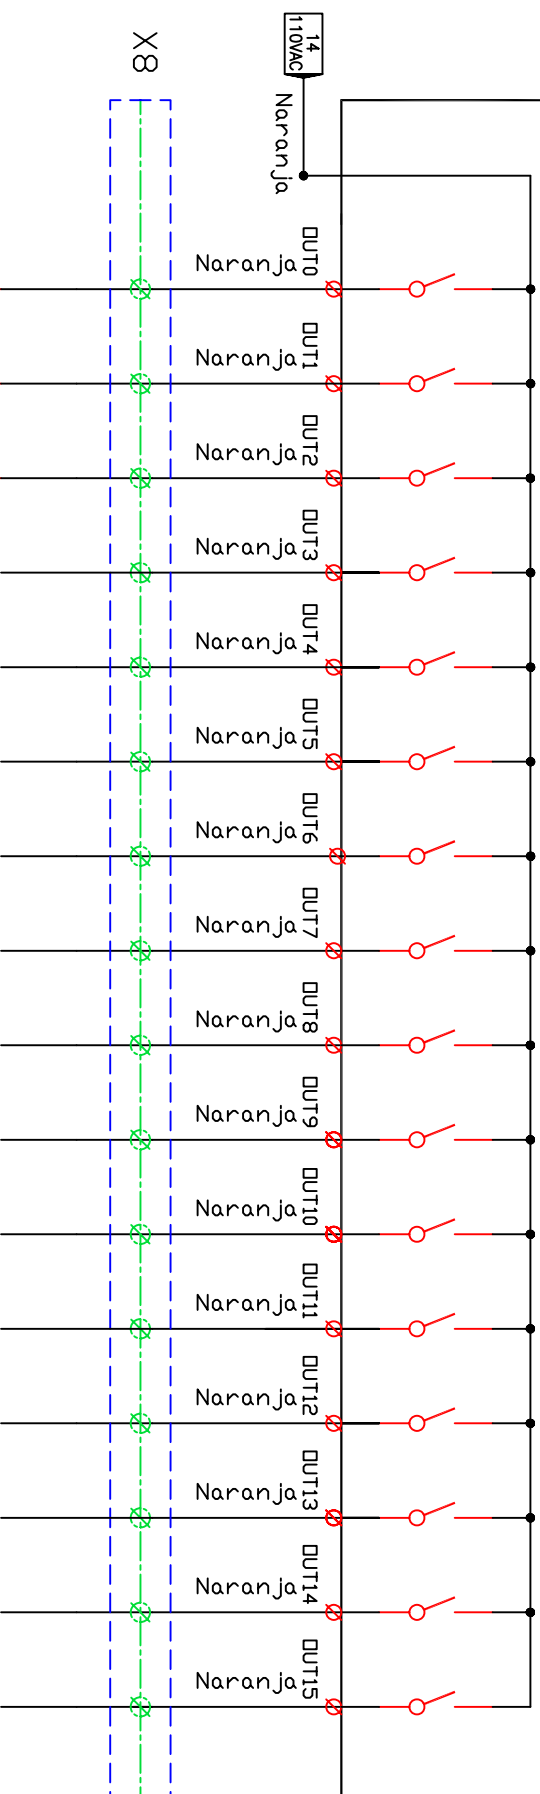 X8
14
110VAC
Naranja
OUT0
Naranja
OUT1
Naranja
OUT2
Naranja
OUT3
Naranja
OUT4
Naranja
OUT5
Naranja
OUT6
Naranja
OUT7
Naranja
OUT8
Naranja
OUT9
Naranja
OUT10
Naranja
OUT11
Naranja
OUT12
Naranja
OUT13
Naranja
OUT14
Naranja
OUT15
Naranja